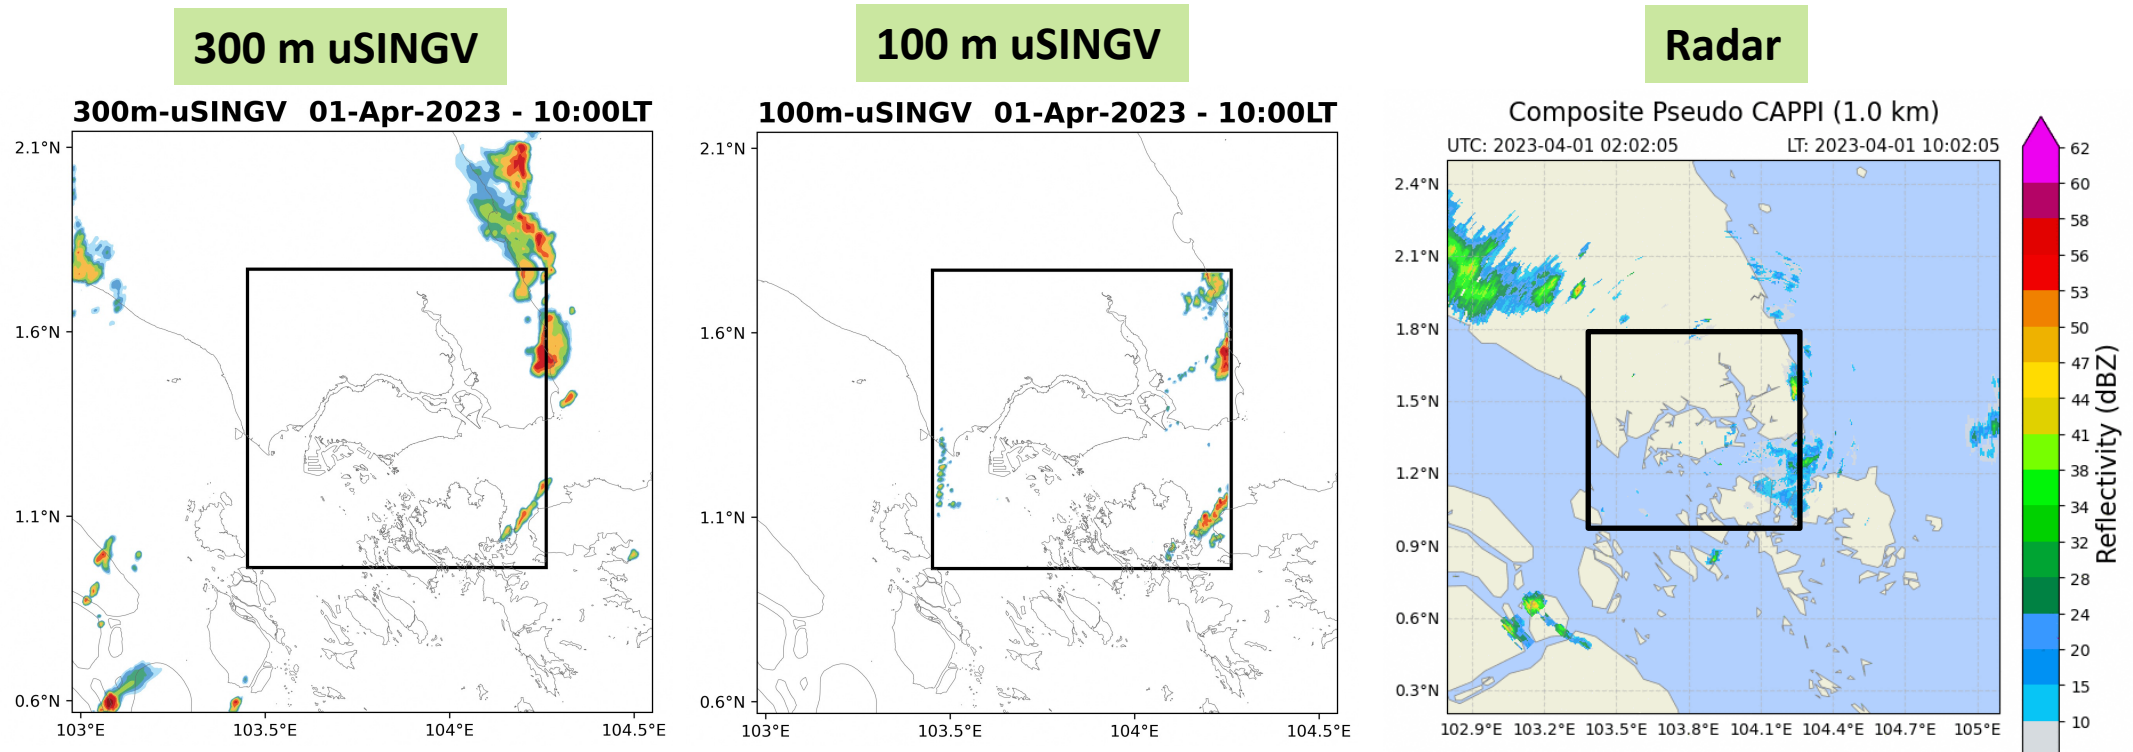 300 m uSINGV
100 m uSINGV
Radar
300m-uSINGV 01-Apr-2023 - 10:00LT
2.1°N
1.6°N
1.1°N
0.6°N
103°E 103.5°E 104°E 104.5°E
100m-uSINGV 01-Apr-2023 - 10:00LT
2.1°N
1.6°N
1.1°N
0.6°N
103°E 103.5°E 104°E 104.5°E
Composite Pseudo CAPPI (1.0 km)
UTC: 2023-04-01 02:02:05 LT: 2023-04-01 10:02:05
2.4°N
2.1°N
1.8°N
1.5°N
1.2°N
0.9°N
0.6°N
0.3°N
102.9°E 103.2°E 103.5°E 103.8°E 104.1°E 104.4°E 104.7°E 105°E
62
60
58
56
53
50
47
44
41
38
34
32
28
24
20
15
10
Reflectivity (dBZ)